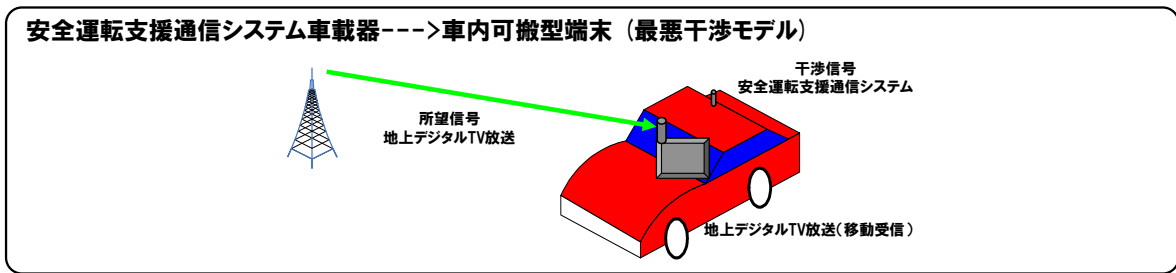 安全運転支援通信システム車載器--->車内可搬型端末（最悪干渉モデル）
干渉信号
安全運転支援通信システム
所望信号
地上デジタルTV放送
地上デジタルTV放送（移動受信）